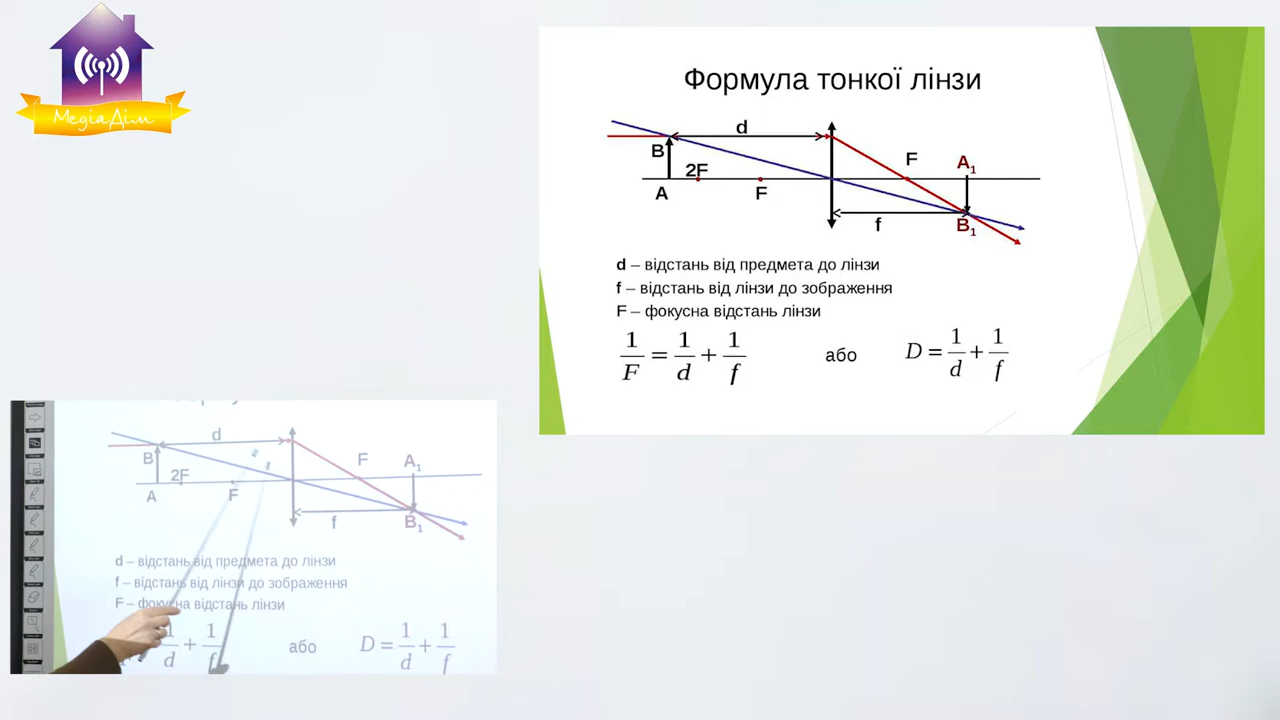 МедіаДім
Формула тонкої лінзи
d
B
2F
F
A₁
A
F
f
B₁
d – відстань від предмета до лінзи
f – відстань від лінзи до зображення
F – фокусна відстань лінзи
1/F = 1/d + 1/f
або
D = 1/d + 1/f
d
B
2F
F
A₁
A
F
f
B₁
d – відстань від предмета до лінзи
f – відстань від лінзи до зображення
F – фокусна відстань лінзи
1/d + 1/f
або
D = 1/d + 1/f